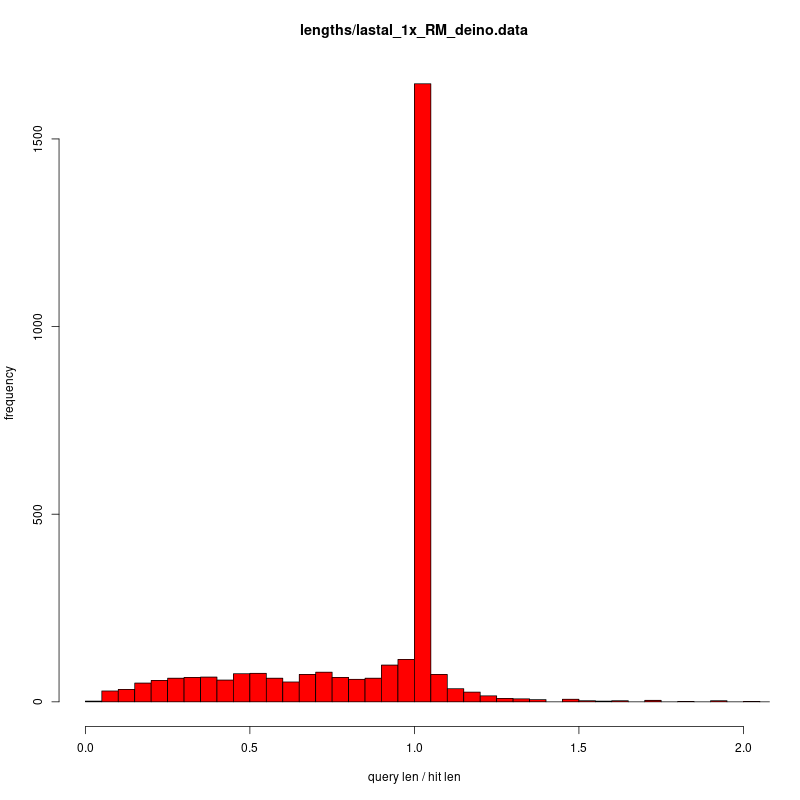 lengths/lastal_1x_RM_deino.data
frequency
1500
1000
500
0
0.0 0.5 1.0 1.5 2.0
query len / hit len